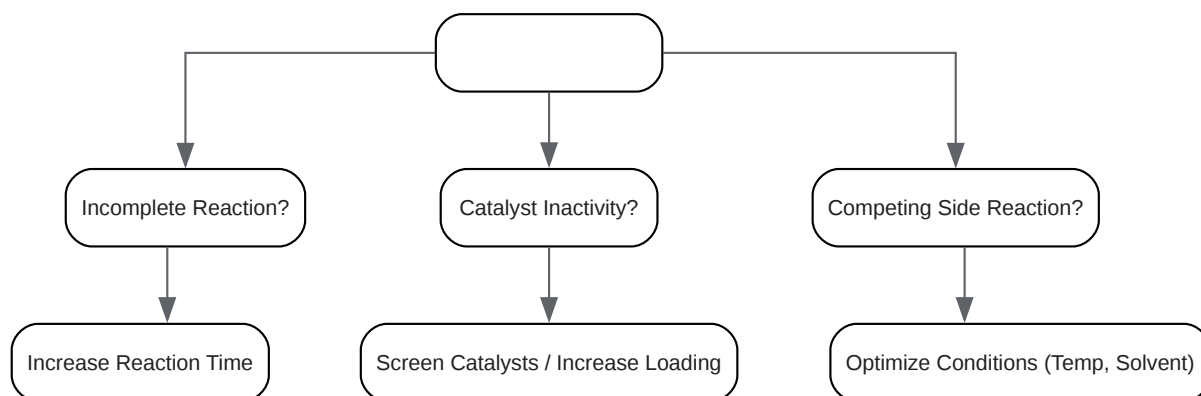 Incomplete Reaction?
Catalyst Inactivity?
Competing Side Reaction?
Increase Reaction Time
Screen Catalysts / Increase Loading
Optimize Conditions (Temp, Solvent)